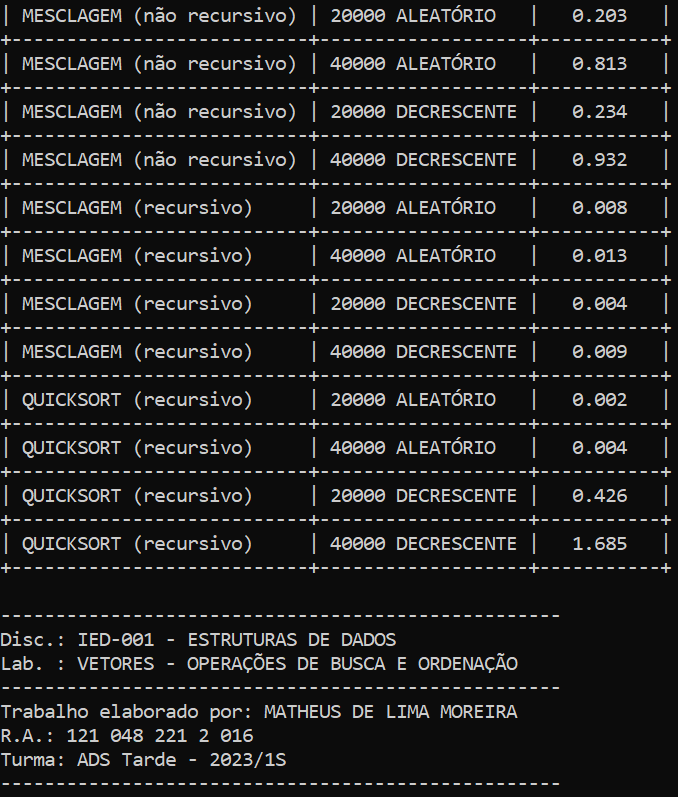 | MESCLAGEM (não recursivo) | 20000 ALEATÓRIO   |   0.203   |
+---------------------------+-------------------+-----------+
| MESCLAGEM (não recursivo) | 40000 ALEATÓRIO   |   0.813   |
+---------------------------+-------------------+-----------+
| MESCLAGEM (não recursivo) | 20000 DECRESCENTE |   0.234   |
+---------------------------+-------------------+-----------+
| MESCLAGEM (não recursivo) | 40000 DECRESCENTE |   0.932   |
+---------------------------+-------------------+-----------+
| MESCLAGEM (recursivo)     | 20000 ALEATÓRIO   |   0.008   |
+---------------------------+-------------------+-----------+
| MESCLAGEM (recursivo)     | 40000 ALEATÓRIO   |   0.013   |
+---------------------------+-------------------+-----------+
| MESCLAGEM (recursivo)     | 20000 DECRESCENTE |   0.004   |
+---------------------------+-------------------+-----------+
| MESCLAGEM (recursivo)     | 40000 DECRESCENTE |   0.009   |
+---------------------------+-------------------+-----------+
| QUICKSORT (recursivo)     | 20000 ALEATÓRIO   |   0.002   |
+---------------------------+-------------------+-----------+
| QUICKSORT (recursivo)     | 40000 ALEATÓRIO   |   0.004   |
+---------------------------+-------------------+-----------+
| QUICKSORT (recursivo)     | 20000 DECRESCENTE |   0.426   |
+---------------------------+-------------------+-----------+
| QUICKSORT (recursivo)     | 40000 DECRESCENTE |   1.685   |
+---------------------------+-------------------+-----------+
---------------------------------------------------
Disc.: IED-001 - ESTRUTURAS DE DADOS
Lab. : VETORES - OPERAÇÕES DE BUSCA E ORDENAÇÃO
---------------------------------------------------
Trabalho elaborado por: MATHEUS DE LIMA MOREIRA
R.A.: 121 048 221 2 016
Turma: ADS Tarde - 2023/1S
---------------------------------------------------